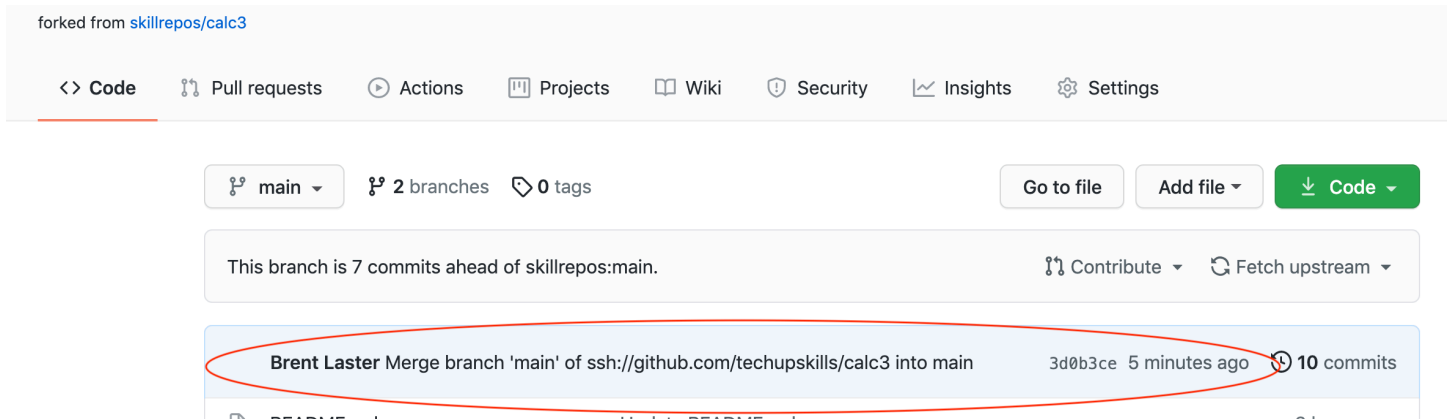 forked from skillrepos/calc3
<> Code Pull requests Actions Projects Wiki Security Insights Settings
main 2 branches 0 tags Go to file Add file Code
This branch is 7 commits ahead of skillrepos:main. Contribute Fetch upstream
Brent Laster Merge branch 'main' of ssh://github.com/techupskills/calc3 into main 3d0b3ce 5 minutes ago 10 commits